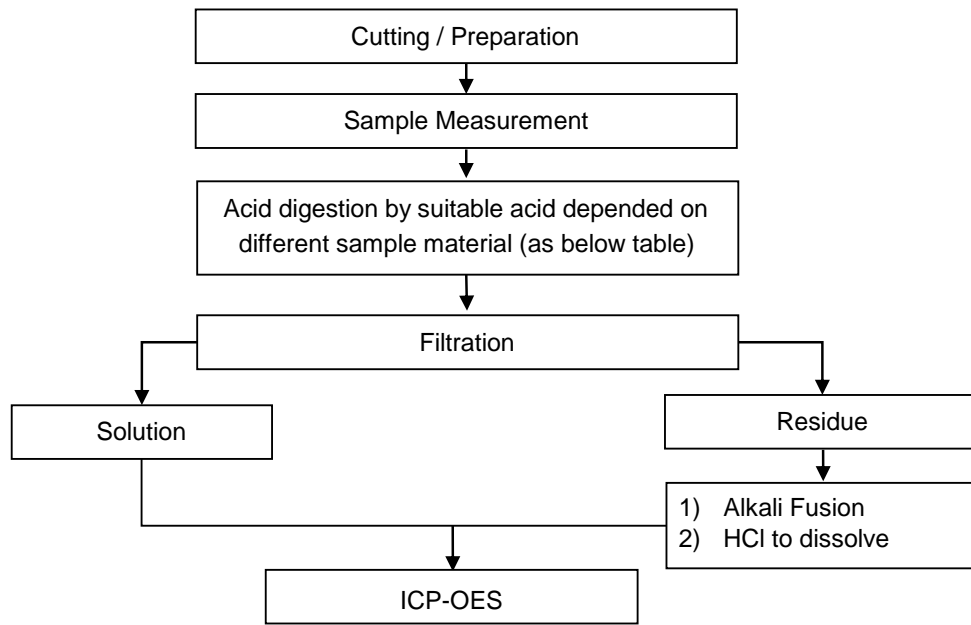 Cutting / Preparation
Sample Measurement
Acid digestion by suitable acid depended on
different sample material (as below table)
Filtration
Solution
Residue
1) Alkali Fusion
2) HCl to dissolve
ICP-OES